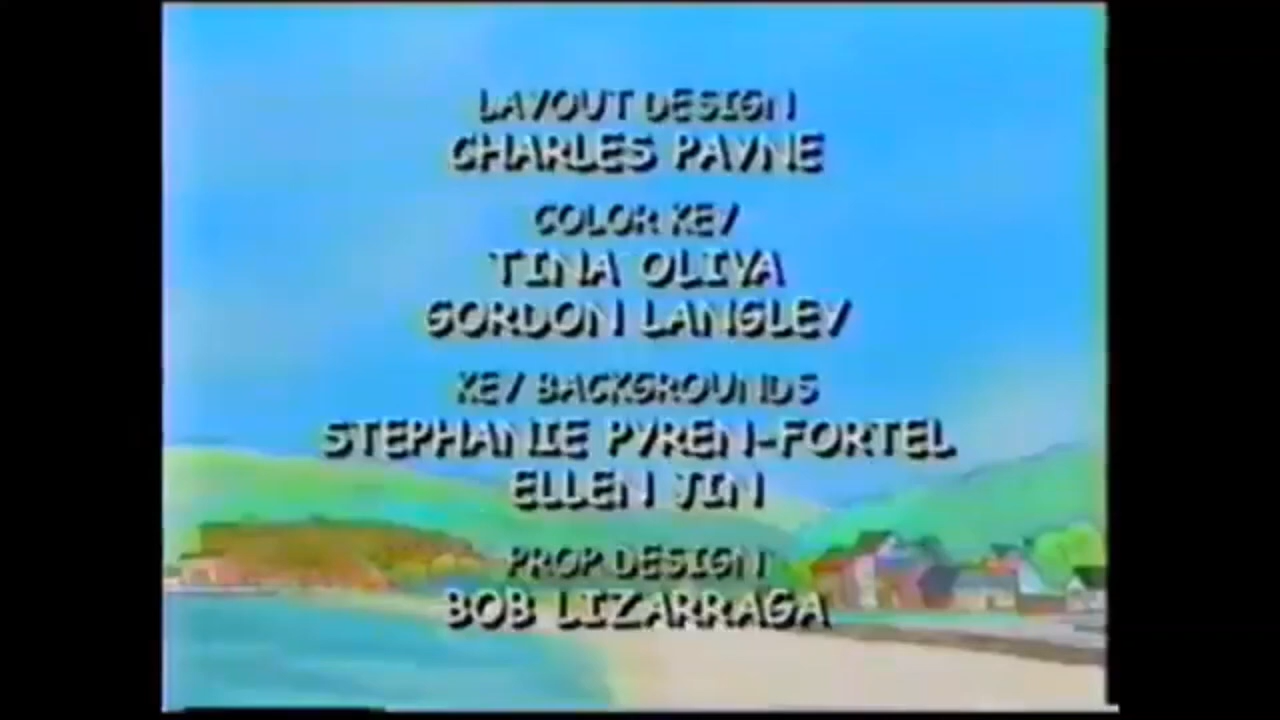 LAYOUT DESIGN
CHARLES PAYNE
COLOR KEY
TINA OLIVA
GORDON LANGLEY
KEY BACKGROUNDS
STEPHANIE PYREN-FORTEL
ELLEN JIN
PROP DESIGN
BOB LIZARRAGA